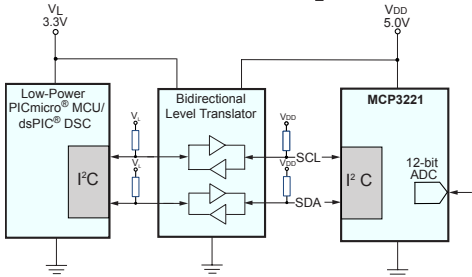 VL
3.3V
VDD
5.0V
Low-Power
PICmicro® MCU/
dsPIC® DSC
Bidirectional
Level Translator
MCP3221
VL
VDD
I²C
SCL
I² C
12-bit
ADC
VL
VDD
SDA